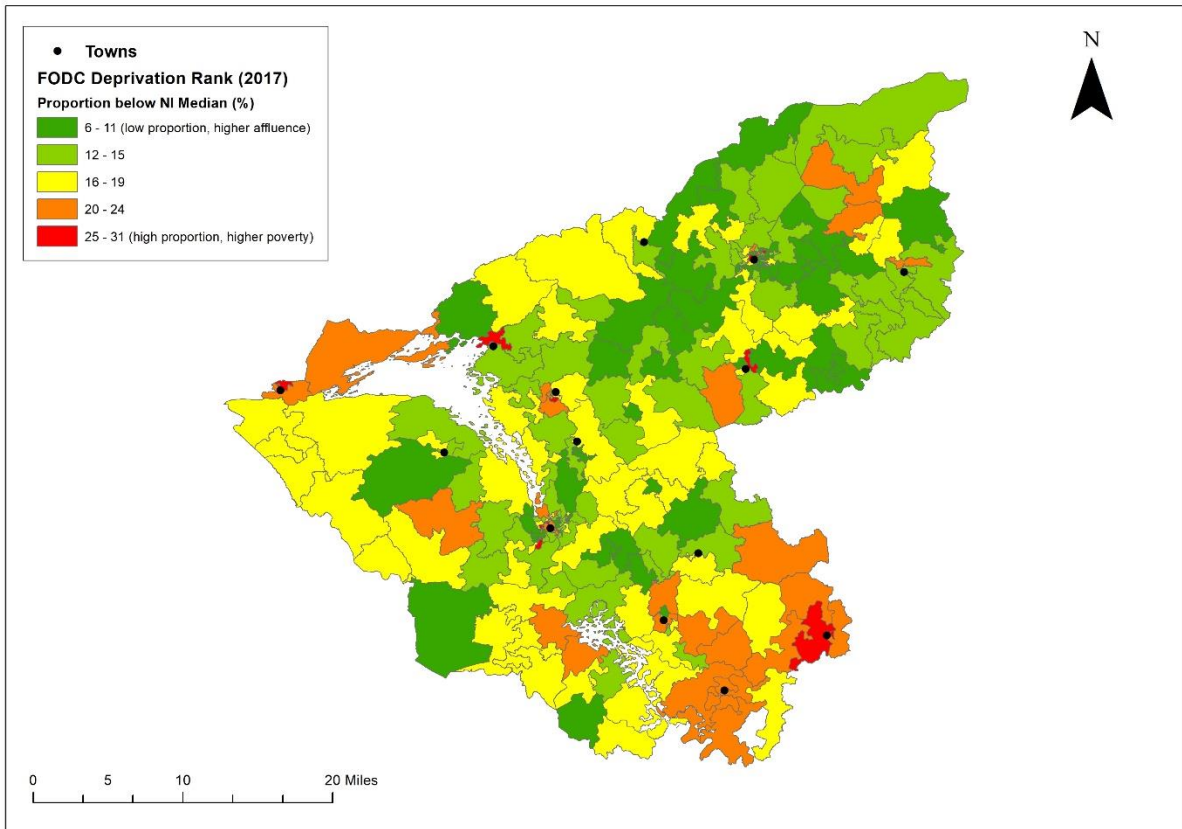 Towns
FODC Deprivation Rank (2017)
Proportion below NI Median (%)
6 - 11 (low proportion, higher affluence)
12 - 15
16 - 19
20 - 24
25 - 31 (high proportion, higher poverty)
N
0 5 10 20 Miles